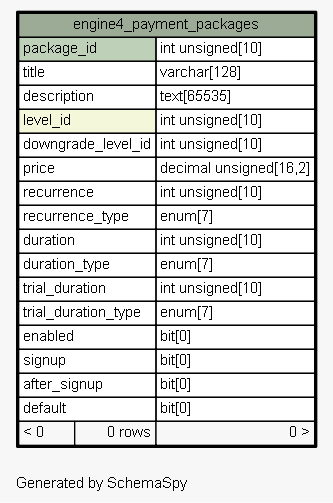 engine4_payment_packages
package_id int unsigned[10]
title varchar[128]
description text[65535]
level_id int unsigned[10]
downgrade_level_id int unsigned[10]
price decimal unsigned[16,2]
recurrence int unsigned[10]
recurrence_type enum[7]
duration int unsigned[10]
duration_type enum[7]
trial_duration int unsigned[10]
trial_duration_type enum[7]
enabled bit[0]
signup bit[0]
after_signup bit[0]
default bit[0]
< 0 0 rows 0 >
Generated by SchemaSpy